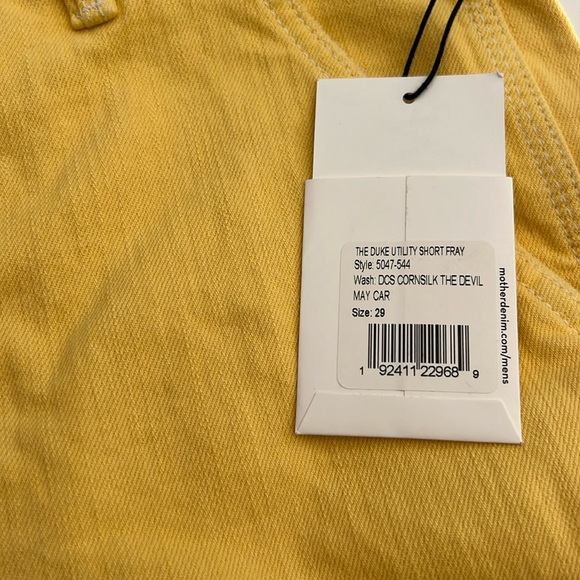 THE DUKE UTILITY SHORT FRAY
Style: 5047-544
Wash: DCS CORNSILK THE DEVIL
MAY CAR
Size: 29
1 92411 22968 9
motherdenim.com/mens